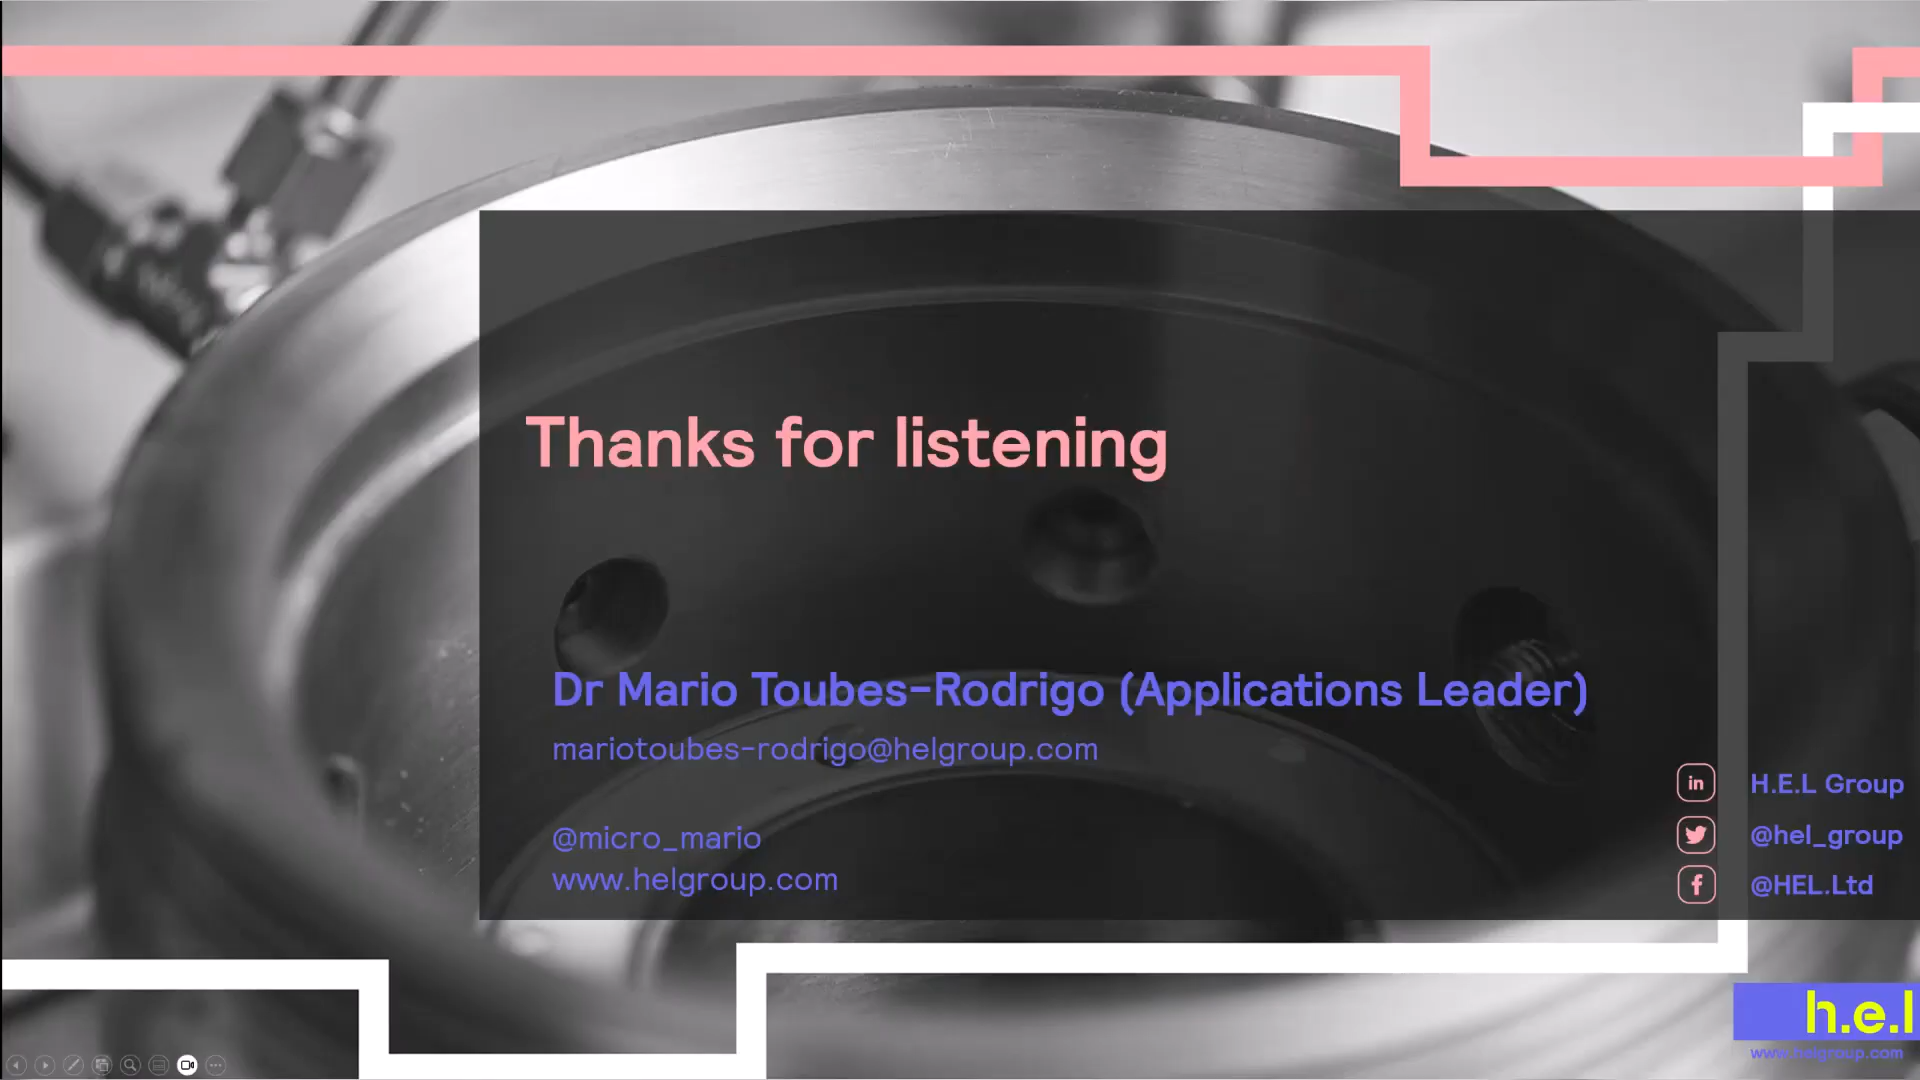 Thanks for listening
Dr Mario Toubes-Rodrigo (Applications Leader)
mariotoubes-rodrigo@helgroup.com
@micro_mario
www.helgroup.com
in H.E.L Group
@hel_group
f @HEL.Ltd
h.e.l
www.helgroup.com